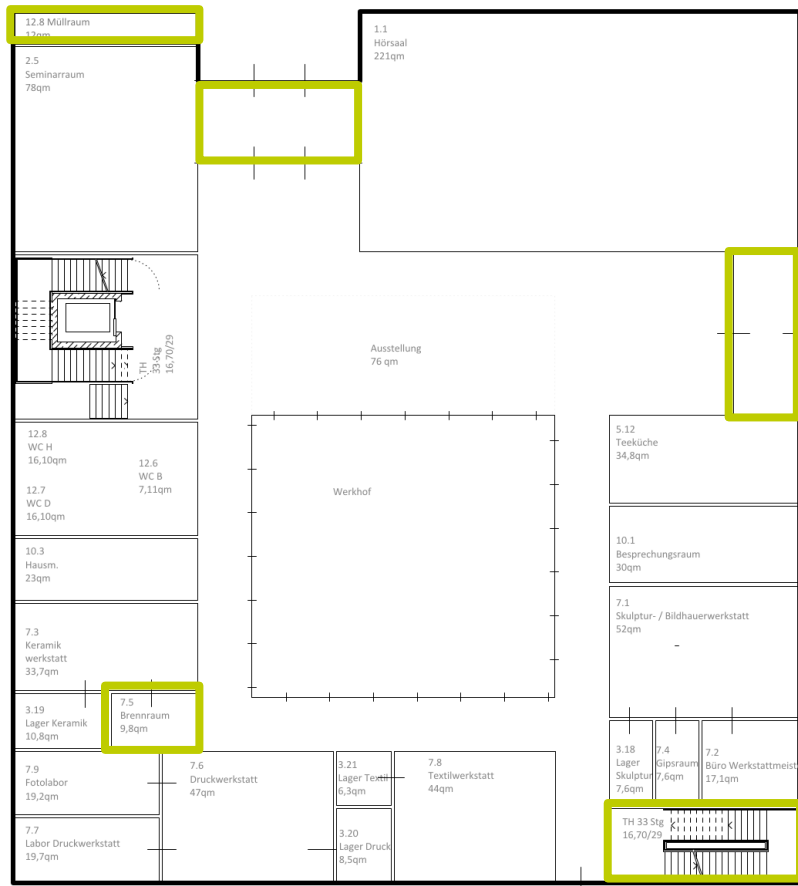 12.8 Müllraum
12qm
1.1
Hörsaal
221qm
2.5
Seminarraum
78qm
TH
33 Stg
16,70/29
Ausstellung
76 qm
12.8
WC H
16,10qm
12.6
WC B
7,11qm
12.7
WC D
16,10qm
5.12
Teeküche
34,8qm
Werkhof
10.3
Hausm.
23qm
10.1
Besprechungsraum
30qm
7.1
Skulptur- / Bildhauerwerkstatt
52qm
7.3
Keramik
werkstatt
33,7qm
3.19
Lager Keramik
10,8qm
7.5
Brennraum
9,8qm
3.18
Lager
Skulptur
7,6qm
7.4
Gipsraum
7,6qm
7.2
Büro Werkstattmeist
17,1qm
7.9
Fotolabor
19,2qm
7.6
Druckwerkstatt
47qm
3.21
Lager Textil
6,3qm
7.8
Textilwerkstatt
44qm
7.7
Labor Druckwerkstatt
19,7qm
3.20
Lager Druck
8,5qm
TH 33 Stg
16,70/29